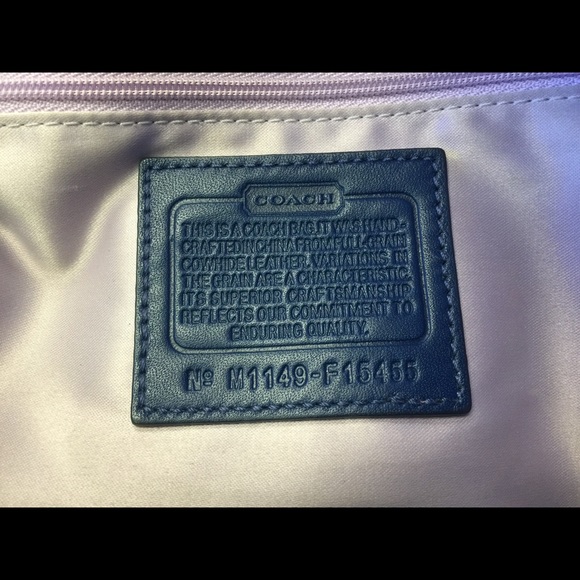 COACH
THIS IS A COACH BAG.IT WAS HAND-
CRAFTED IN CHINA FROM FULL-GRAIN
COWHIDE LEATHER. VARIATIONS IN
THE GRAIN ARE A CHARACTERISTIC.
ITS SUPERIOR CRAFTSMANSHIP
REFLECTS OUR COMMITMENT TO
ENDURING QUALITY.
Nº M1149-F15455